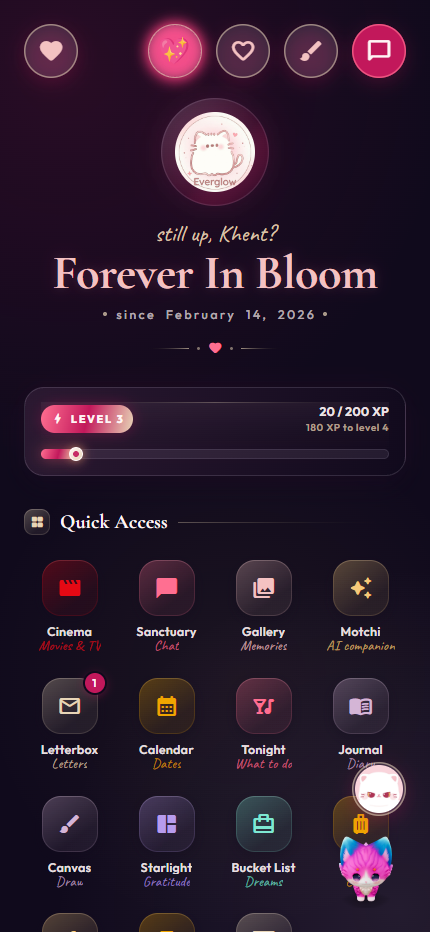 Everglow
still up, Khent?
Forever In Bloom
• since February 14, 2026 •
LEVEL 3
20 / 200 XP
180 XP to level 4
Quick Access
Cinema
Movies & TV
Sanctuary
Chat
Gallery
Memories
Motchi
AI companion
1
Letterbox
Letters
Calendar
Dates
Tonight
What to do
Journal
Canvas
Draw
Starlight
Gratitude
Bucket List
Dreams